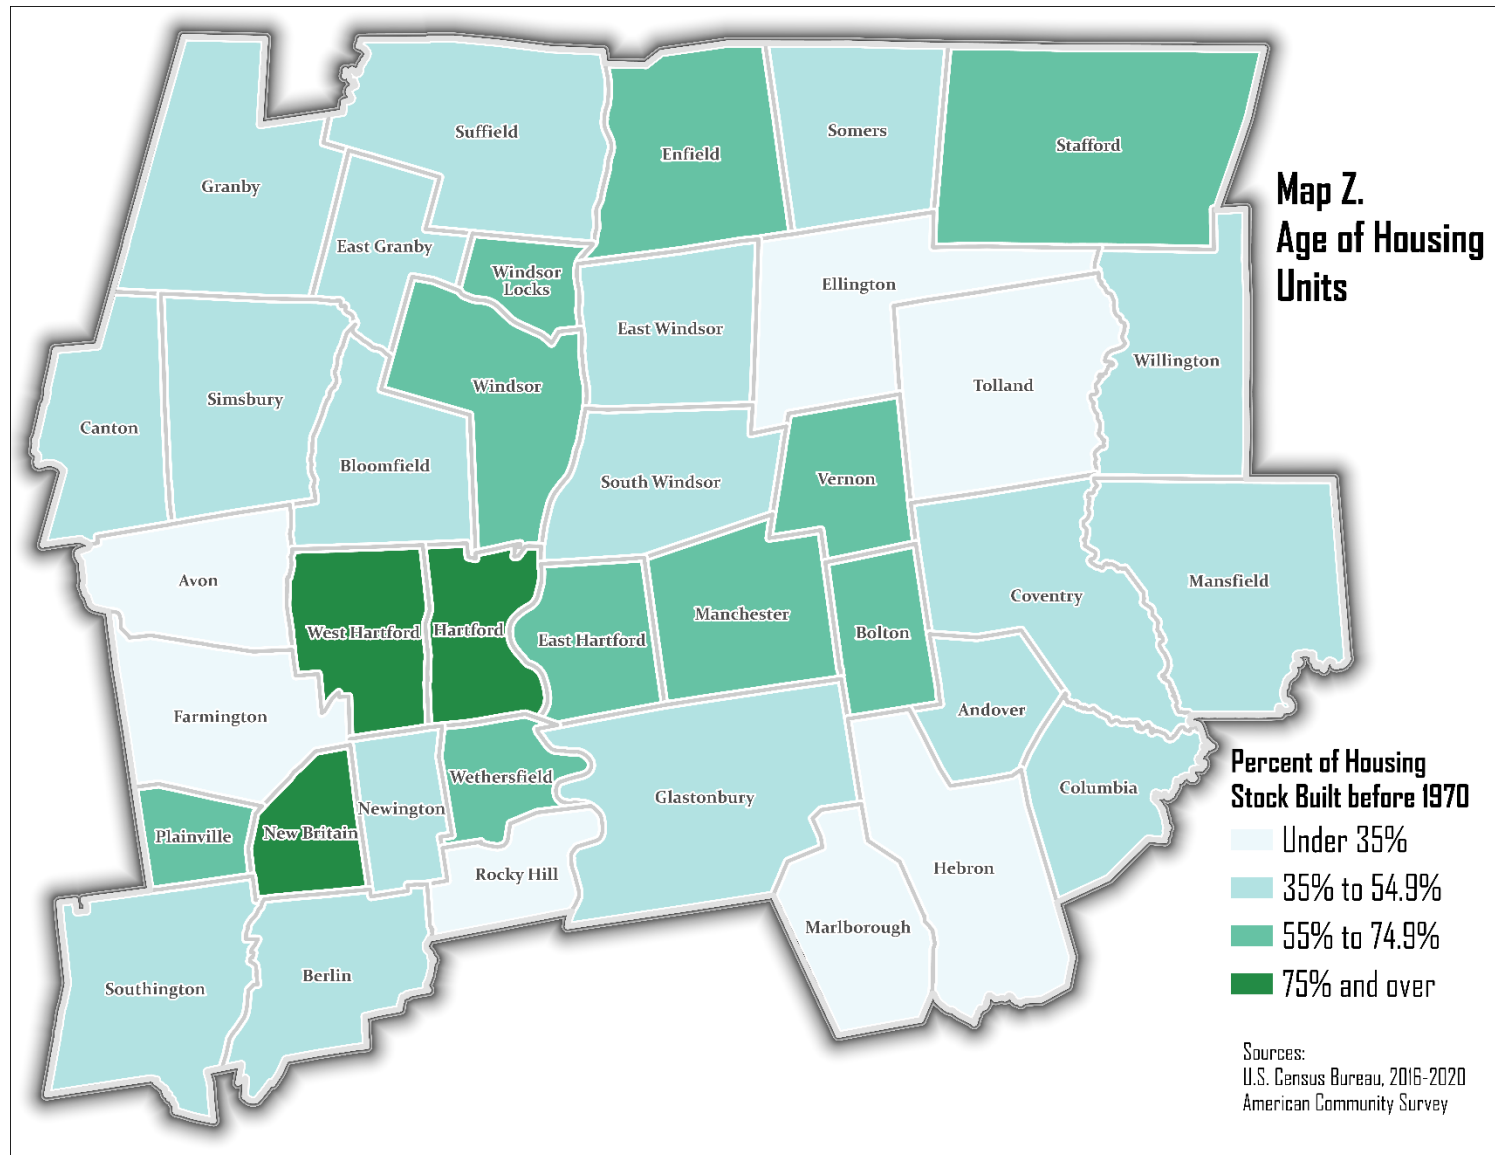 Map Z.
Age of Housing
Units
Suffield
Somers
Enfield
Stafford
Granby
East Granby
Windsor
Locks
Ellington
East Windsor
Willington
Tolland
Windsor
Simsbury
Canton
Bloomfield
South Windsor
Vernon
Avon
Mansfield
Coventry
Manchester
West Hartford
Hartford
East Hartford
Bolton
Farmington
Andover
Wethersfield
Glastonbury
Columbia
Newington
Plainville
New Britain
Rocky Hill
Hebron
Marlborough
Berlin
Southington
Percent of Housing
Stock Built before 1970
Under 35%
35% to 54.9%
55% to 74.9%
75% and over
Sources:
U.S. Census Bureau, 2016-2020
American Community Survey